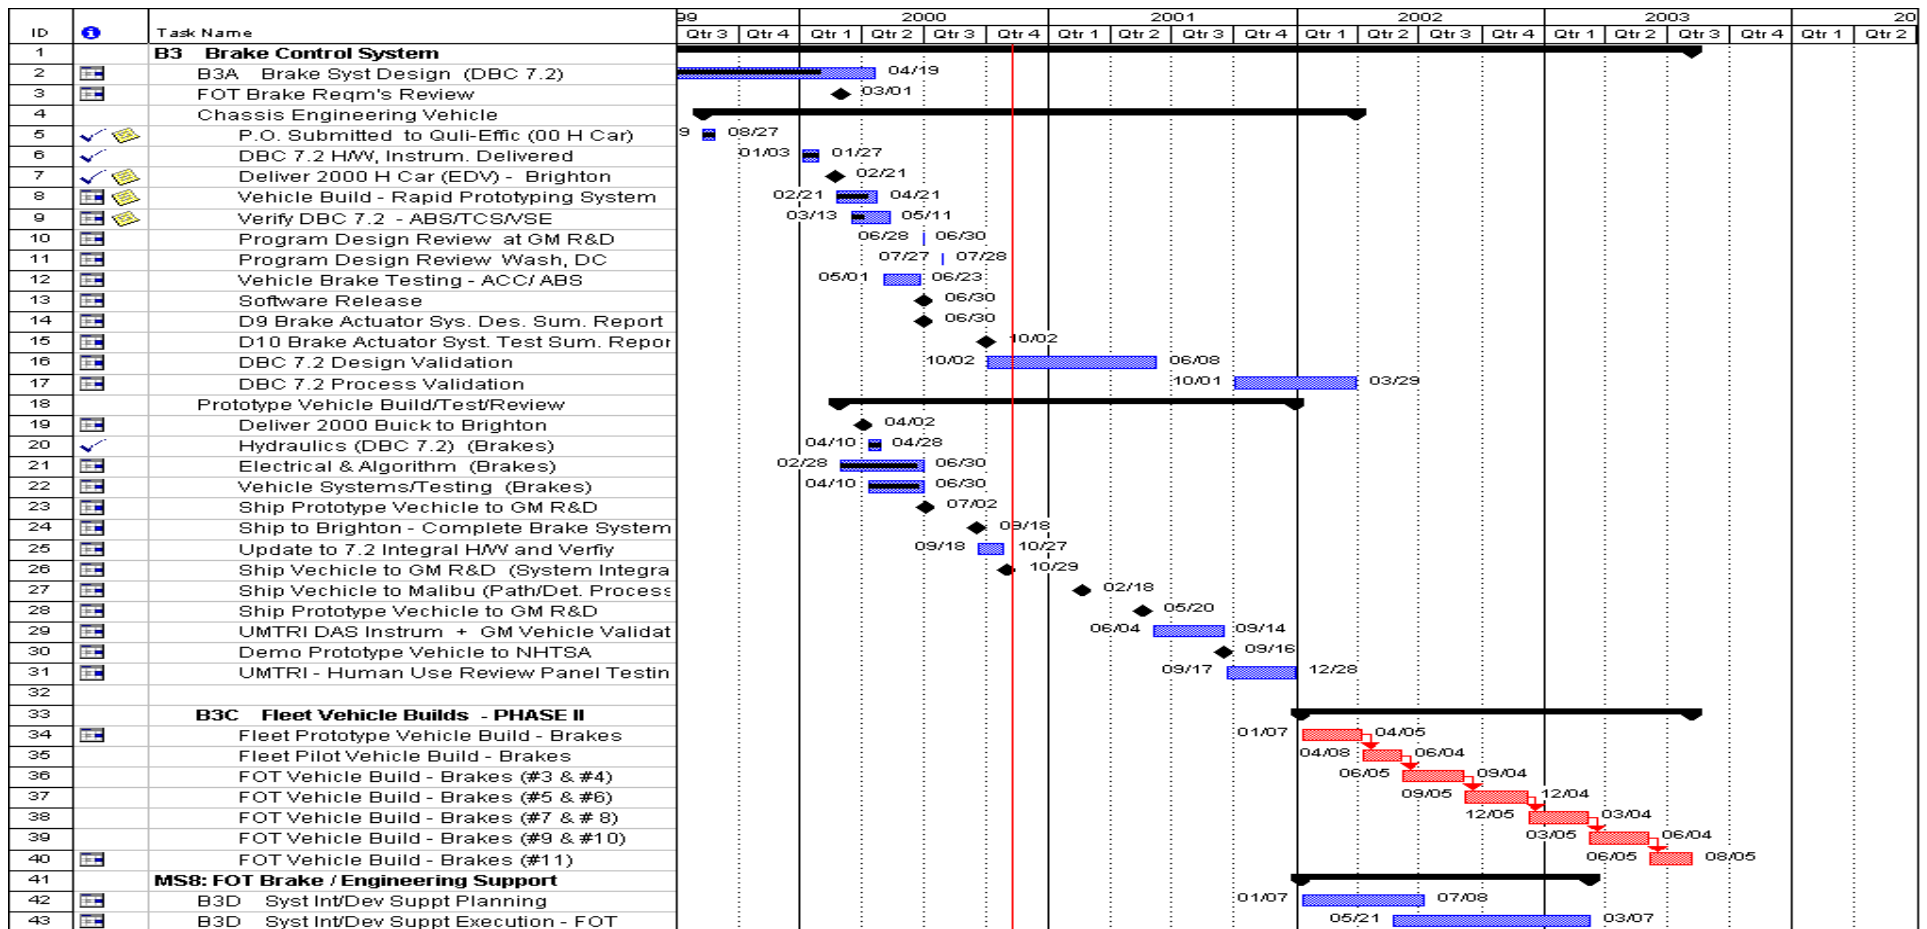 99 2000 2001 2002 2003 20
ID Task Name Qtr 3 Qtr 4 Qtr 1 Qtr 2 Qtr 3 Qtr 4 Qtr 1 Qtr 2 Qtr 3 Qtr 4 Qtr 1 Qtr 2 Qtr 3 Qtr 4 Qtr 1 Qtr 2 Qtr 3 Qtr 4 Qtr 1 Qtr 2
1 B3 Brake Control System
2 B3A Brake Syst Design (DBC 7.2) 04/19
3 FOT Brake Reqm's Review 03/01
4 Chassis Engineering Vehicle
5 P.O. Submitted to Quli-Effic (00 H Car) 9 08/27
6 DBC 7.2 H/W, Instrum. Delivered 01/03 01/27
7 Deliver 2000 H Car (EDV) - Brighton 02/21
8 Vehicle Build - Rapid Prototyping System 02/21 04/21
9 Verify DBC 7.2 - ABS/TCS/VSE 03/13 05/11
10 Program Design Review at GM R&D 06/28 06/30
11 Program Design Review Wash, DC 07/27 07/28
12 Vehicle Brake Testing - ACC/ ABS 05/01 06/23
13 Software Release 06/30
14 D9 Brake Actuator Sys. Des. Sum. Report 06/30
15 D10 Brake Actuator Syst. Test Sum. Repor 10/02
16 DBC 7.2 Design Validation 10/02 06/08
17 DBC 7.2 Process Validation 10/01 03/29
18 Prototype Vehicle Build/Test/Review
19 Deliver 2000 Buick to Brighton 04/02
20 Hydraulics (DBC 7.2) (Brakes) 04/10 04/28
21 Electrical & Algorithm (Brakes) 02/28 06/30
22 Vehicle Systems/Testing (Brakes) 04/10 06/30
23 Ship Prototype Vechicle to GM R&D 07/02
24 Ship to Brighton - Complete Brake System 09/18
25 Update to 7.2 Integral H/W and Verfiy 09/18 10/27
26 Ship Vechicle to GM R&D (System Integra 10/29
27 Ship Vechicle to Malibu (Path/Det. Process 02/18
28 Ship Prototype Vechicle to GM R&D 05/20
29 UMTRI DAS Instrum + GM Vehicle Validat 06/04 09/14
30 Demo Prototype Vehicle to NHTSA 09/16
31 UMTRI - Human Use Review Panel Testin 09/17 12/28
32
33 B3C Fleet Vehicle Builds - PHASE II
34 Fleet Prototype Vehicle Build - Brakes 01/07 04/05
35 Fleet Pilot Vehicle Build - Brakes 04/08 06/04
36 FOT Vehicle Build - Brakes (#3 & #4) 06/05 09/04
37 FOT Vehicle Build - Brakes (#5 & #6) 09/05 12/04
38 FOT Vehicle Build - Brakes (#7 & # 8) 12/05 03/04
39 FOT Vehicle Build - Brakes (#9 & #10) 03/05 06/04
40 FOT Vehicle Build - Brakes (#11) 06/05 08/05
41 MS8: FOT Brake / Engineering Support
42 B3D Syst Int/Dev Suppt Planning 01/07 07/08
43 B3D Syst Int/Dev Suppt Execution - FOT 05/21 03/07